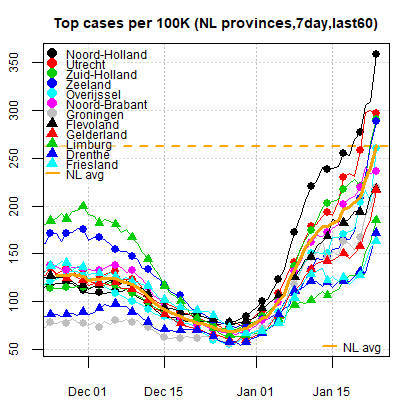 Top cases per 100K (NL provinces,7day,last60)
Noord-Holland
Utrecht
Zuid-Holland
Zeeland
Overijssel
Noord-Brabant
Groningen
Flevoland
Gelderland
Limburg
Drenthe
Friesland
NL avg
350
300
250
200
150
100
50
NL avg
Dec 01
Dec 15
Jan 01
Jan 15